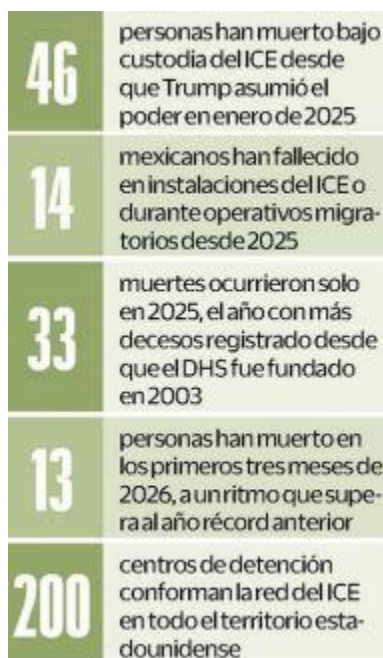 46
personas han muerto bajo
custodia del ICE desde
que Trump asumió el
poder en enero de 2025
14
mexicanos han fallecido
en instalaciones del ICE o
durante operativos migra-
torios desde 2025
33
muertes ocurrieron solo
en 2025, el año con más
decesos registrado desde
que el DHS fue fundado
en 2003
13
personas han muerto en
los primeros tres meses de
2026, a un ritmo que supe-
ra al año récord anterior
200
centros de detención
conforman la red del ICE
en todo el territorio esta-
dounidense